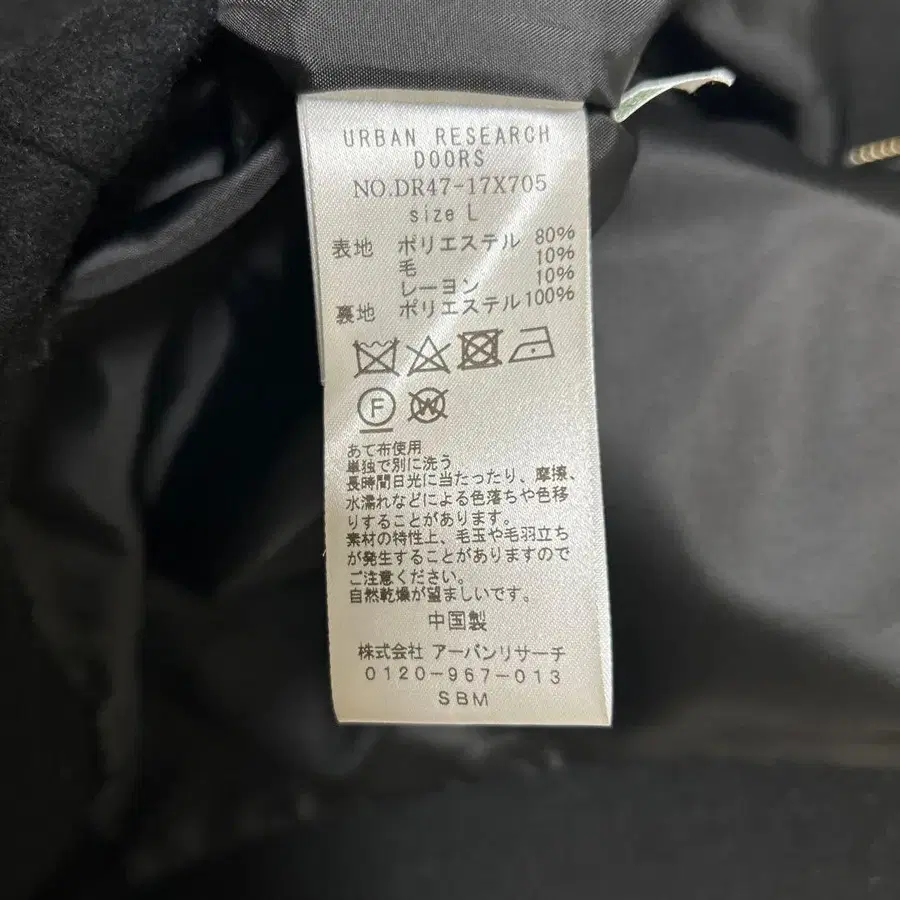 URBAN RESEARCH
DOORS
NO.DR47-17X705
size L
表地 ポリエステル 80%
毛 10%
レーヨン 10%
裏地 ポリエステル 100%
F W
あて布使用
単独で別に洗う
長時間日光に当たったり、摩擦、
水濡れなどによる色落ちや色移
りすることがあります。
素材の特性上、毛玉や毛羽立ち
が発生することがありますので
ご注意ください。
自然乾燥が望ましいです。
中国製
株式会社 アーバンリサーチ
0120-967-013
SBM